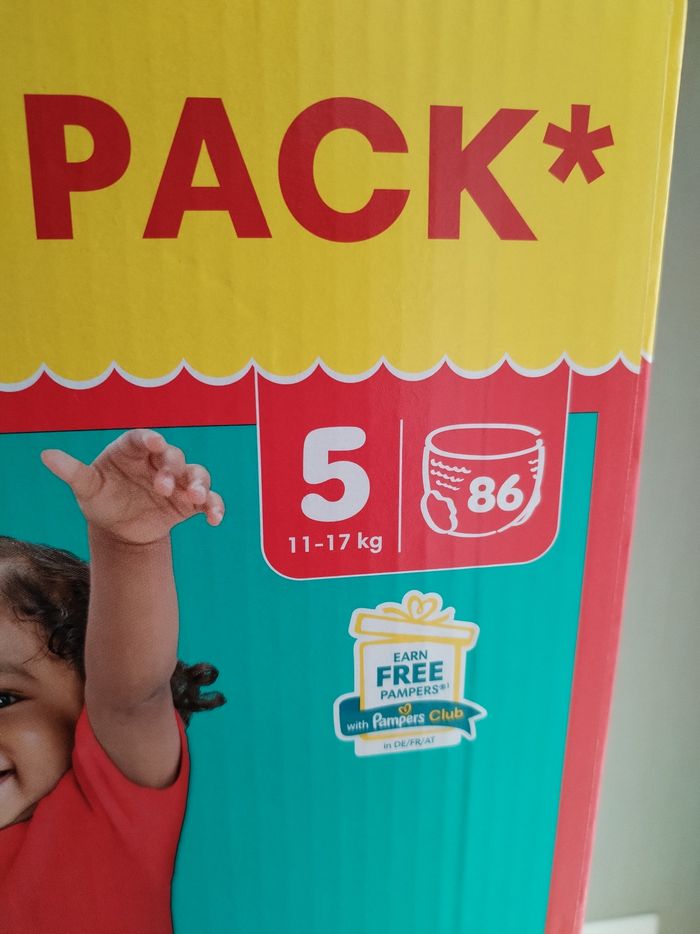 PACK*
5
11-17 kg
86
EARN
FREE
PAMPERS®¹
with Pampers Club
in DE/FR/AT